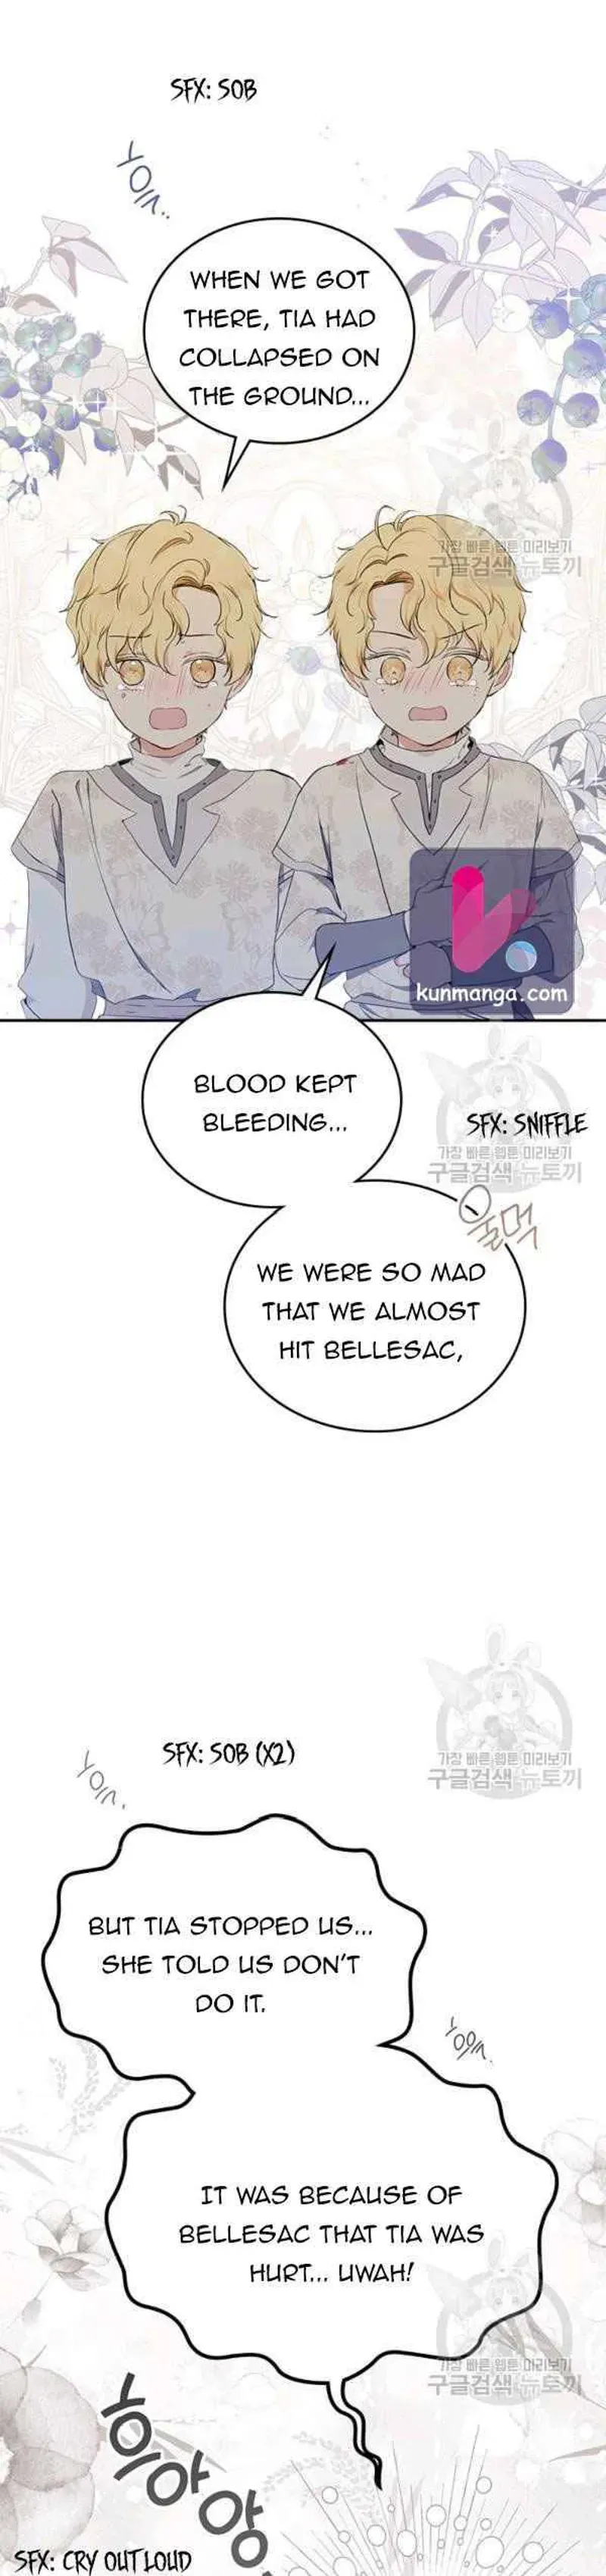 SFX: SOB
WHEN WE GOT
THERE, TIA HAD
COLLAPSED ON
THE GROUND...
가장 빠른 웹툰 미리보기
구글검색 뉴토끼
kunmanga.com
BLOOD KEPT
BLEEDING...
SFX: SNIFFLE
가장 빠른 웹툰 미리보기
구글검색 뉴토끼
울먹
WE WERE SO MAD
THAT WE ALMOST
HIT BELLESAC,
SFX: SOB (X2)
가장 빠른 웹툰 미리보기
구글검색 뉴토끼
BUT TIA STOPPED US...
SHE TOLD US DON'T
DO IT.
IT WAS BECAUSE OF
BELLESAC THAT TIA WAS
HURT... UWAH!
가장 빠른 웹툰 미리보기
구글검색 뉴토끼
흐아앙
SFX: CRY OUT LOUD